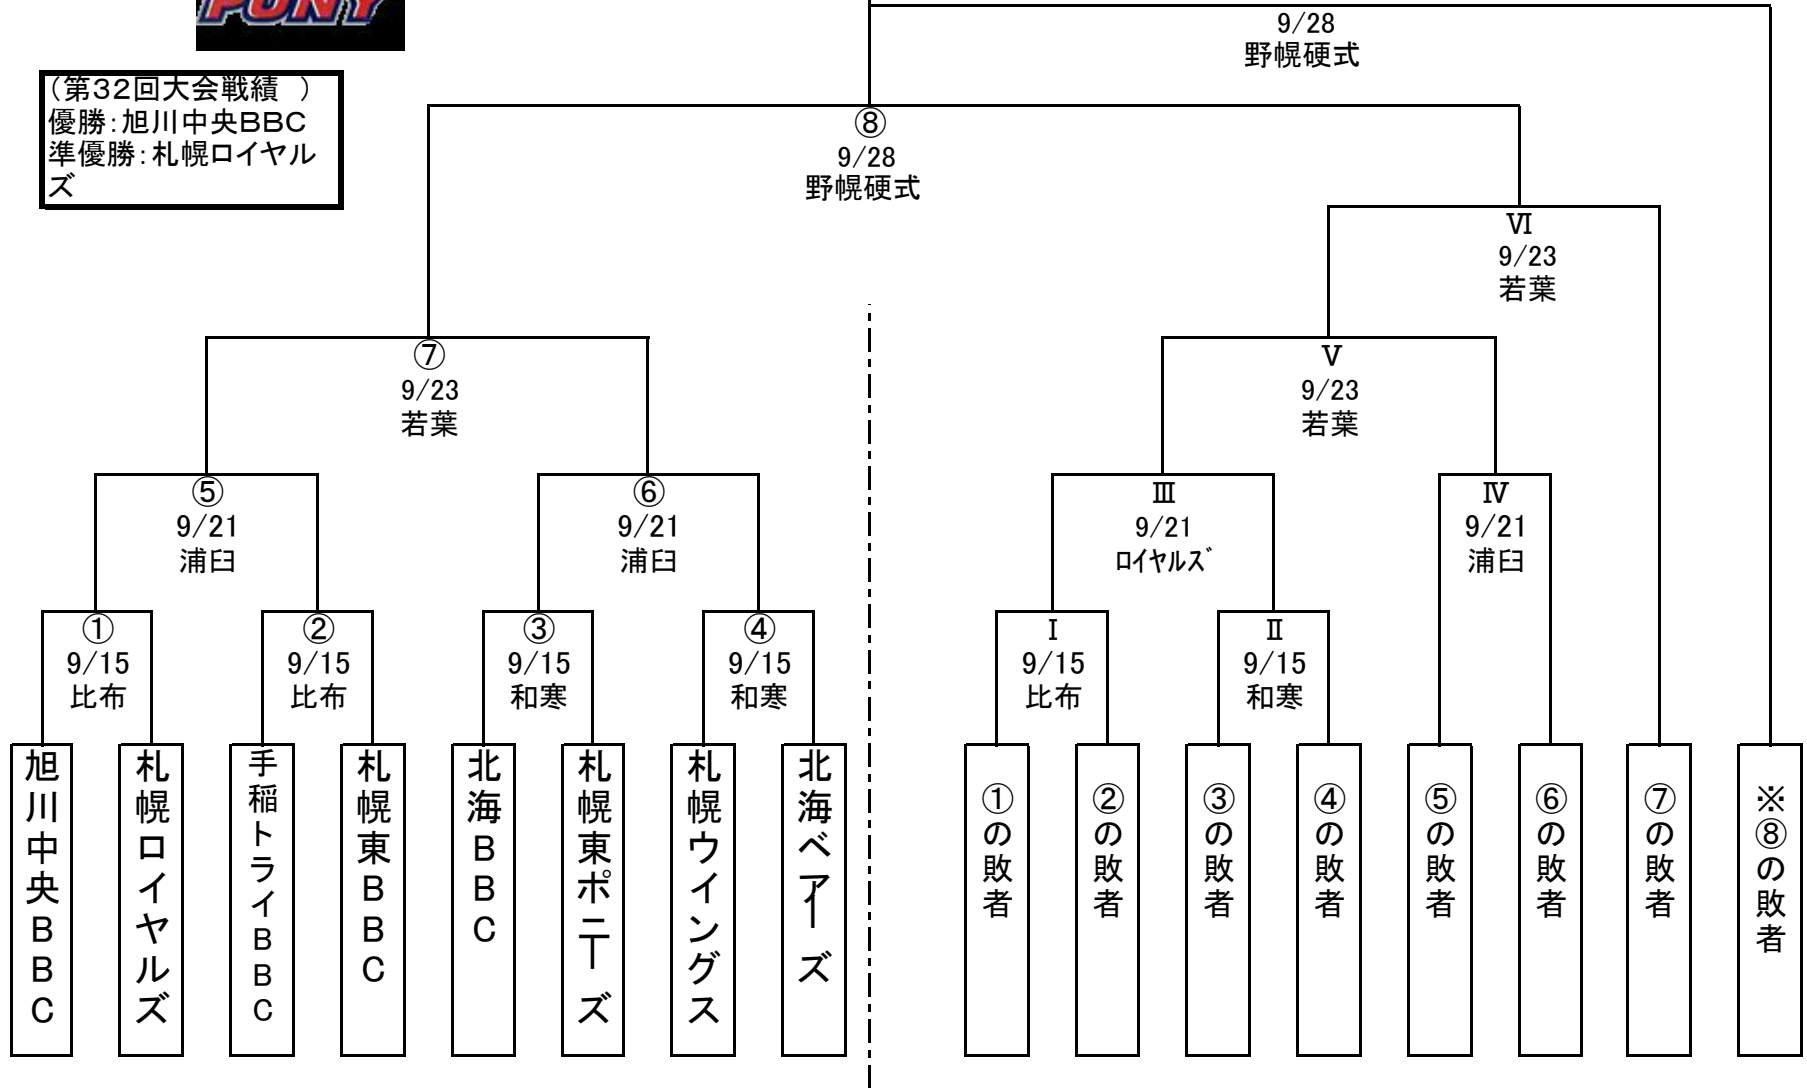 PONY
9/28
野幌硬式
（第３２回大会戦績　）
優勝：旭川中央ＢＢＣ
準優勝：札幌ロイヤル
ズ
⑧
9/28
野幌硬式
Ⅵ
9/23
若葉
⑦
9/23
若葉
Ⅴ
9/23
若葉
⑤
9/21
浦臼
⑥
9/21
浦臼
Ⅲ
9/21
ﾛｲﾔﾙｽﾞ
Ⅳ
9/21
浦臼
①
9/15
比布
②
9/15
比布
③
9/15
和寒
④
9/15
和寒
Ⅰ
9/15
比布
Ⅱ
9/15
和寒
旭川中央ＢＢＣ
札幌ロイヤルズ
手稲トライＢＢＣ
札幌東ＢＢＣ
北海ＢＢＣ
札幌東ポニーズ
札幌ウイングス
北海ベアーズ
①の敗者
②の敗者
③の敗者
④の敗者
⑤の敗者
⑥の敗者
⑦の敗者
※⑧の敗者